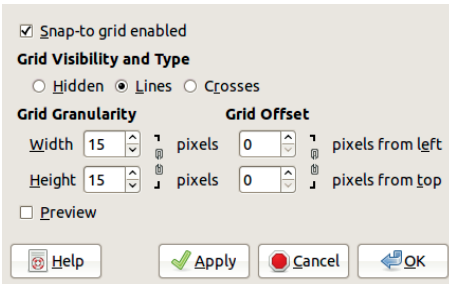 Snap-to grid enabled
Grid Visibility and Type
Hidden Lines Crosses
Grid Granularity Grid Offset
Width 15 pixels 0 pixels from left
Height 15 pixels 0 pixels from top
Preview
Help Apply Cancel OK